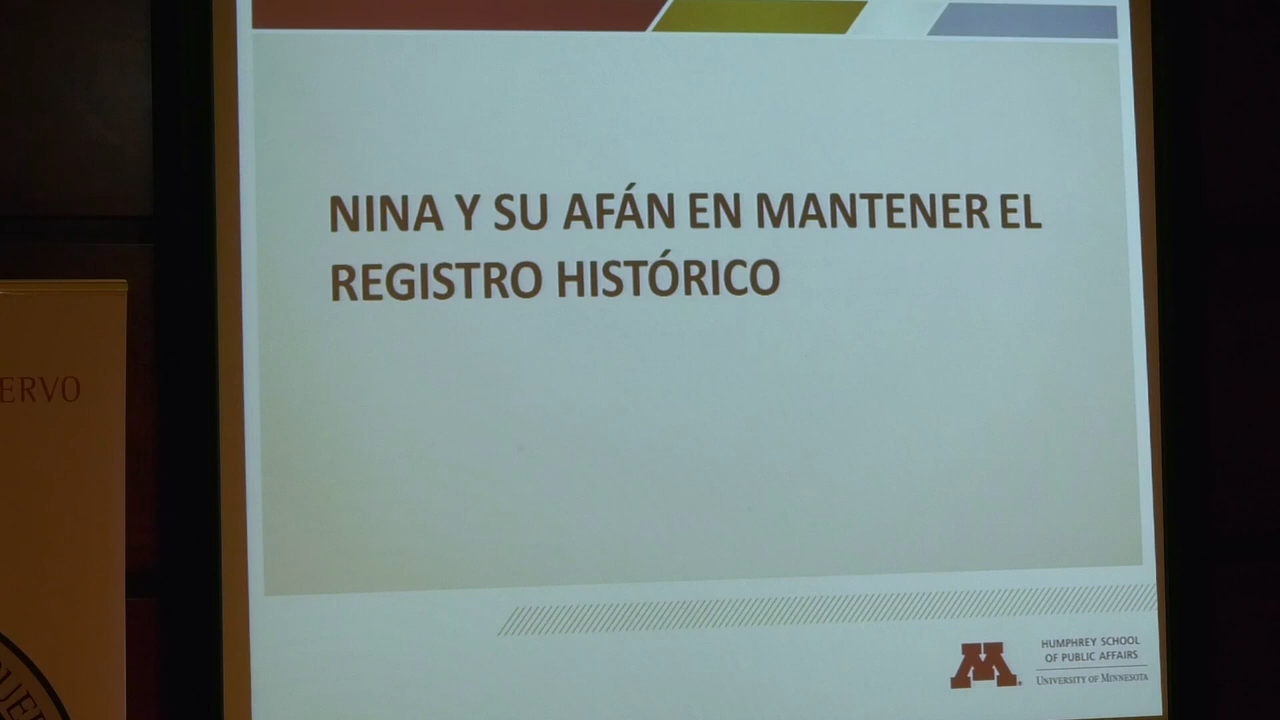 NINA Y SU AFÁN EN MANTENER EL
REGISTRO HISTÓRICO
ERVO
HUMPHREY SCHOOL
OF PUBLIC AFFAIRS
UNIVERSITY OF MINNESOTA